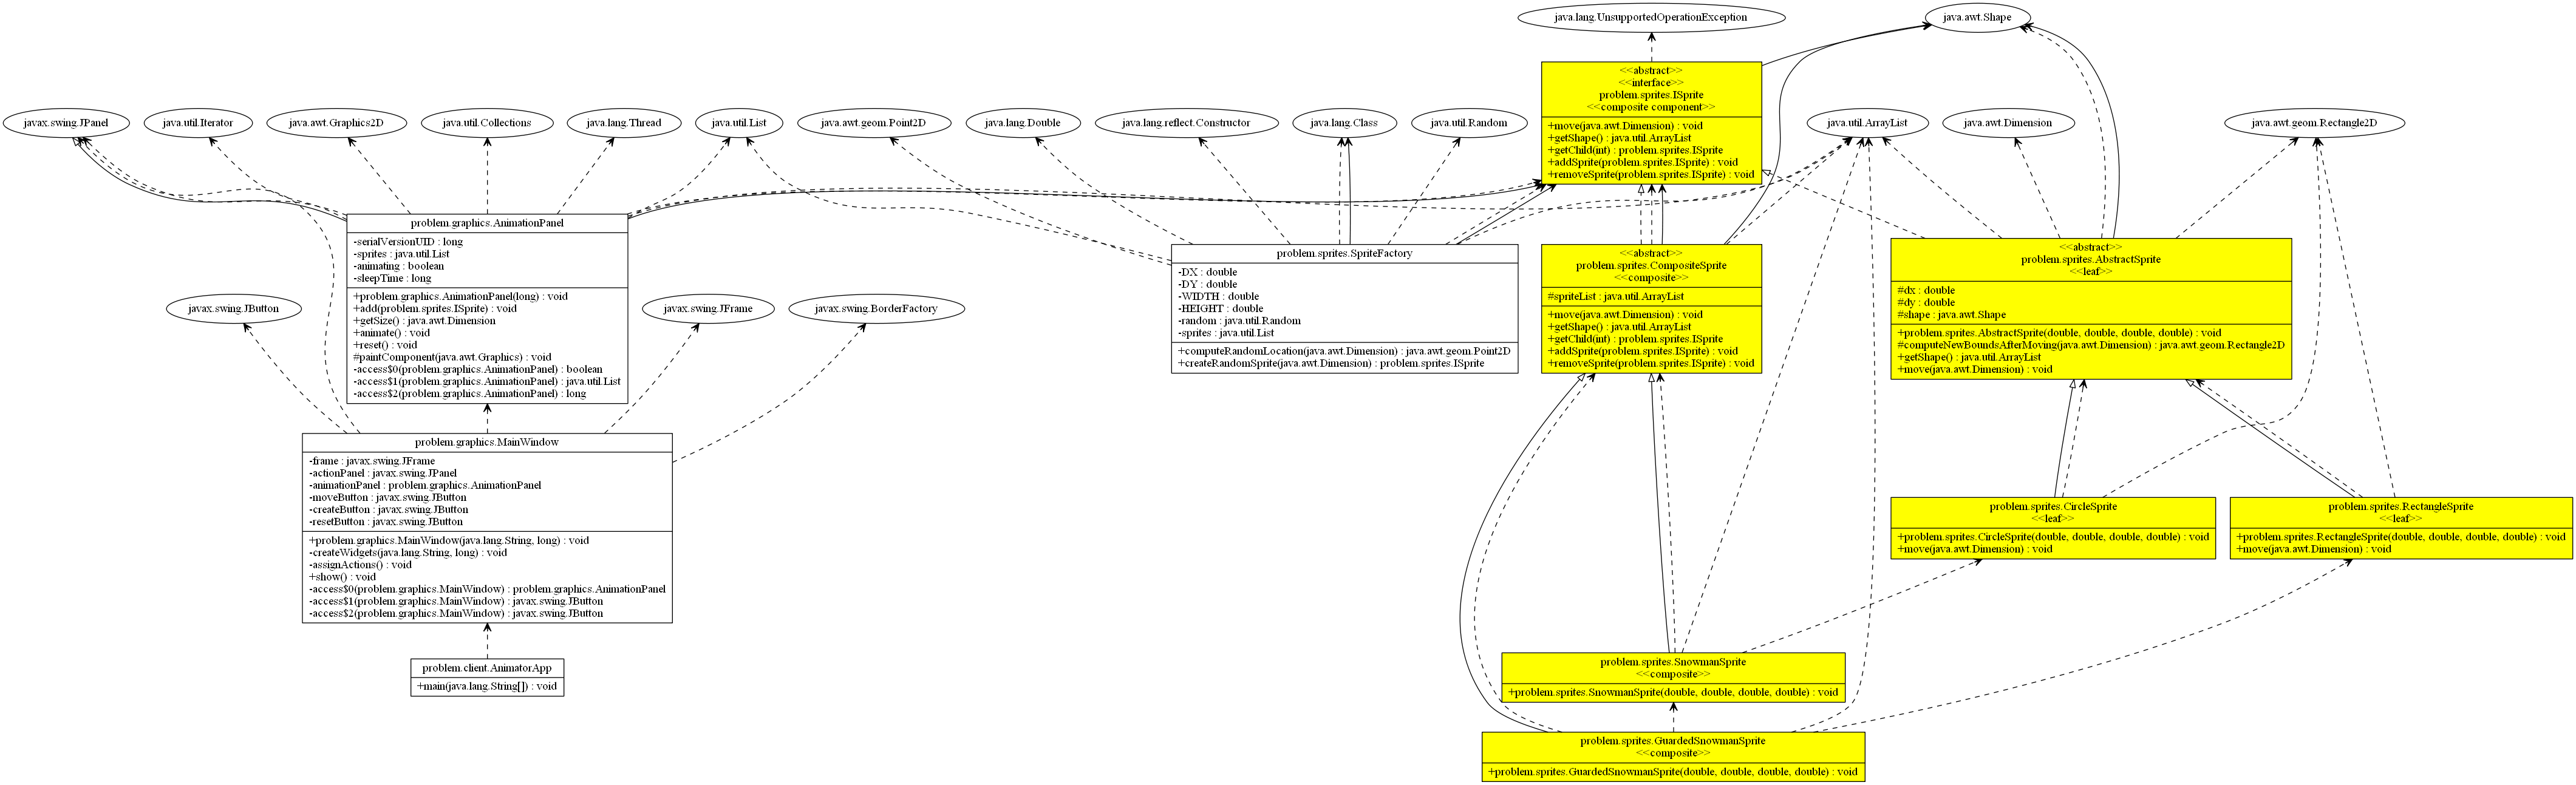 java.lang.UnsupportedOperationException
java.awt.Shape
<<abstract>>
<<interface>>
problem.sprites.ISprite
<<composite component>>
+move(java.awt.Dimension) : void
+getShape() : java.util.ArrayList
+getChild(int) : problem.sprites.ISprite
+addSprite(problem.sprites.ISprite) : void
+removeSprite(problem.sprites.ISprite) : void
javax.swing.JPanel
java.util.Iterator
java.awt.Graphics2D
java.util.Collections
java.lang.Thread
java.util.List
java.awt.geom.Point2D
java.lang.Double
java.lang.reflect.Constructor
java.lang.Class
java.util.Random
java.util.ArrayList
java.awt.Dimension
java.awt.geom.Rectangle2D
problem.graphics.AnimationPanel
-serialVersionUID : long
-sprites : java.util.List
-animating : boolean
-sleepTime : long
+problem.graphics.AnimationPanel(long) : void
+add(problem.sprites.ISprite) : void
+getSize() : java.awt.Dimension
+animate() : void
+reset() : void
#paintComponent(java.awt.Graphics) : void
-access$0(problem.graphics.AnimationPanel) : boolean
-access$1(problem.graphics.AnimationPanel) : java.util.List
-access$2(problem.graphics.AnimationPanel) : long
problem.sprites.SpriteFactory
-DX : double
-DY : double
-WIDTH : double
-HEIGHT : double
-random : java.util.Random
-sprites : java.util.List
+computeRandomLocation(java.awt.Dimension) : java.awt.geom.Point2D
+createRandomSprite(java.awt.Dimension) : problem.sprites.ISprite
<<abstract>>
problem.sprites.CompositeSprite
<<composite>>
#spriteList : java.util.ArrayList
+move(java.awt.Dimension) : void
+getShape() : java.util.ArrayList
+getChild(int) : problem.sprites.ISprite
+addSprite(problem.sprites.ISprite) : void
+removeSprite(problem.sprites.ISprite) : void
<<abstract>>
problem.sprites.AbstractSprite
<<leaf>>
#dx : double
#dy : double
#shape : java.awt.Shape
+problem.sprites.AbstractSprite(double, double, double, double) : void
#computeNewBoundsAfterMoving(java.awt.Dimension) : java.awt.geom.Rectangle2D
+getShape() : java.util.ArrayList
+move(java.awt.Dimension) : void
javax.swing.JButton
javax.swing.JFrame
javax.swing.BorderFactory
problem.graphics.MainWindow
-frame : javax.swing.JFrame
-actionPanel : javax.swing.JPanel
-animationPanel : problem.graphics.AnimationPanel
-moveButton : javax.swing.JButton
-createButton : javax.swing.JButton
-resetButton : javax.swing.JButton
+problem.graphics.MainWindow(java.lang.String, long) : void
-createWidgets(java.lang.String, long) : void
-assignActions() : void
+show() : void
-access$0(problem.graphics.MainWindow) : problem.graphics.AnimationPanel
-access$1(problem.graphics.MainWindow) : javax.swing.JButton
-access$2(problem.graphics.MainWindow) : javax.swing.JButton
problem.sprites.CircleSprite
<<leaf>>
+problem.sprites.CircleSprite(double, double, double, double) : void
+move(java.awt.Dimension) : void
problem.sprites.RectangleSprite
<<leaf>>
+problem.sprites.RectangleSprite(double, double, double, double) : void
+move(java.awt.Dimension) : void
problem.client.AnimatorApp
+main(java.lang.String[]) : void
problem.sprites.SnowmanSprite
<<composite>>
+problem.sprites.SnowmanSprite(double, double, double, double) : void
problem.sprites.GuardedSnowmanSprite
<<composite>>
+problem.sprites.GuardedSnowmanSprite(double, double, double, double) : void